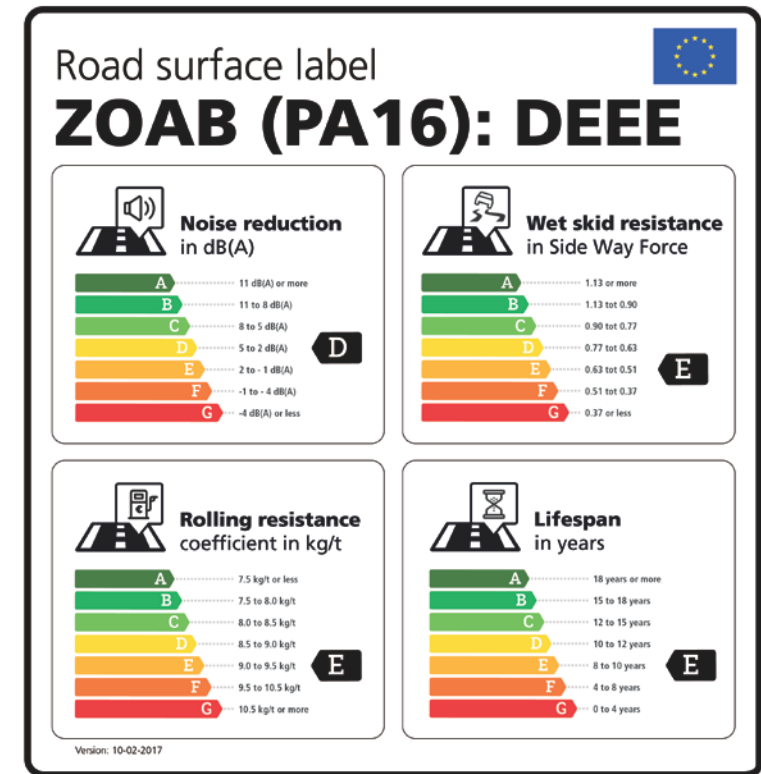 Road surface label
ZOAB (PA16): DEEE
Noise reduction
in dB(A)
A 11 dB(A) or more
B 11 to 8 dB(A)
C 8 to 5 dB(A)
D 5 to 2 dB(A)
E 2 to - 1 dB(A)
F -1 to - 4 dB(A)
G -4 dB(A) or less
D
Wet skid resistance
in Side Way Force
A 1.13 or more
B 1.13 tot 0.90
C 0.90 tot 0.77
D 0.77 tot 0.63
E 0.63 tot 0.51
F 0.51 tot 0.37
G 0.37 or less
E
Rolling resistance
coefficient in kg/t
A 7.5 kg/t or less
B 7.5 to 8.0 kg/t
C 8.0 to 8.5 kg/t
D 8.5 to 9.0 kg/t
E 9.0 to 9.5 kg/t
F 9.5 to 10.5 kg/t
G 10.5 kg/t or more
E
Lifespan
in years
A 18 years or more
B 15 to 18 years
C 12 to 15 years
D 10 to 12 years
E 8 to 10 years
F 4 to 8 years
G 0 to 4 years
E
Version: 10-02-2017